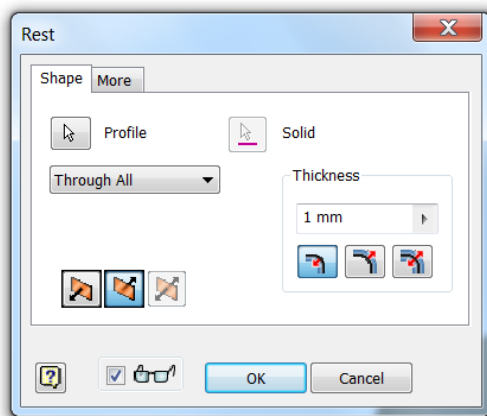 Rest
Shape More
Profile Solid
Through All
Thickness
1 mm
?
OK Cancel